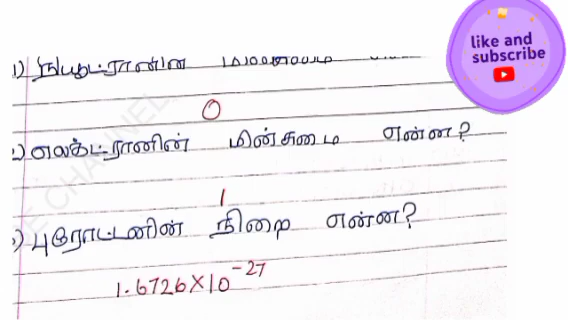 1) நியூட்ரானின்
0
2) எலக்ட்ரானின் மின்சுமை என்ன?
1
3) புரோட்டனின் நிறை என்ன?
1.6726×10⁻²⁷
like and
subscribe